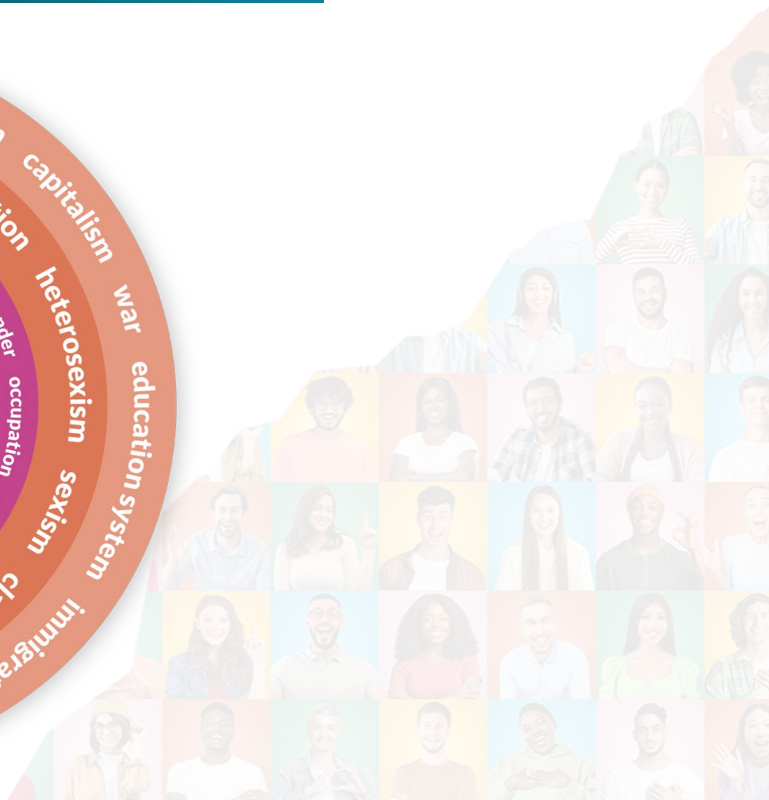 capitalism
war
education system
heterosexism
sexism
occupation